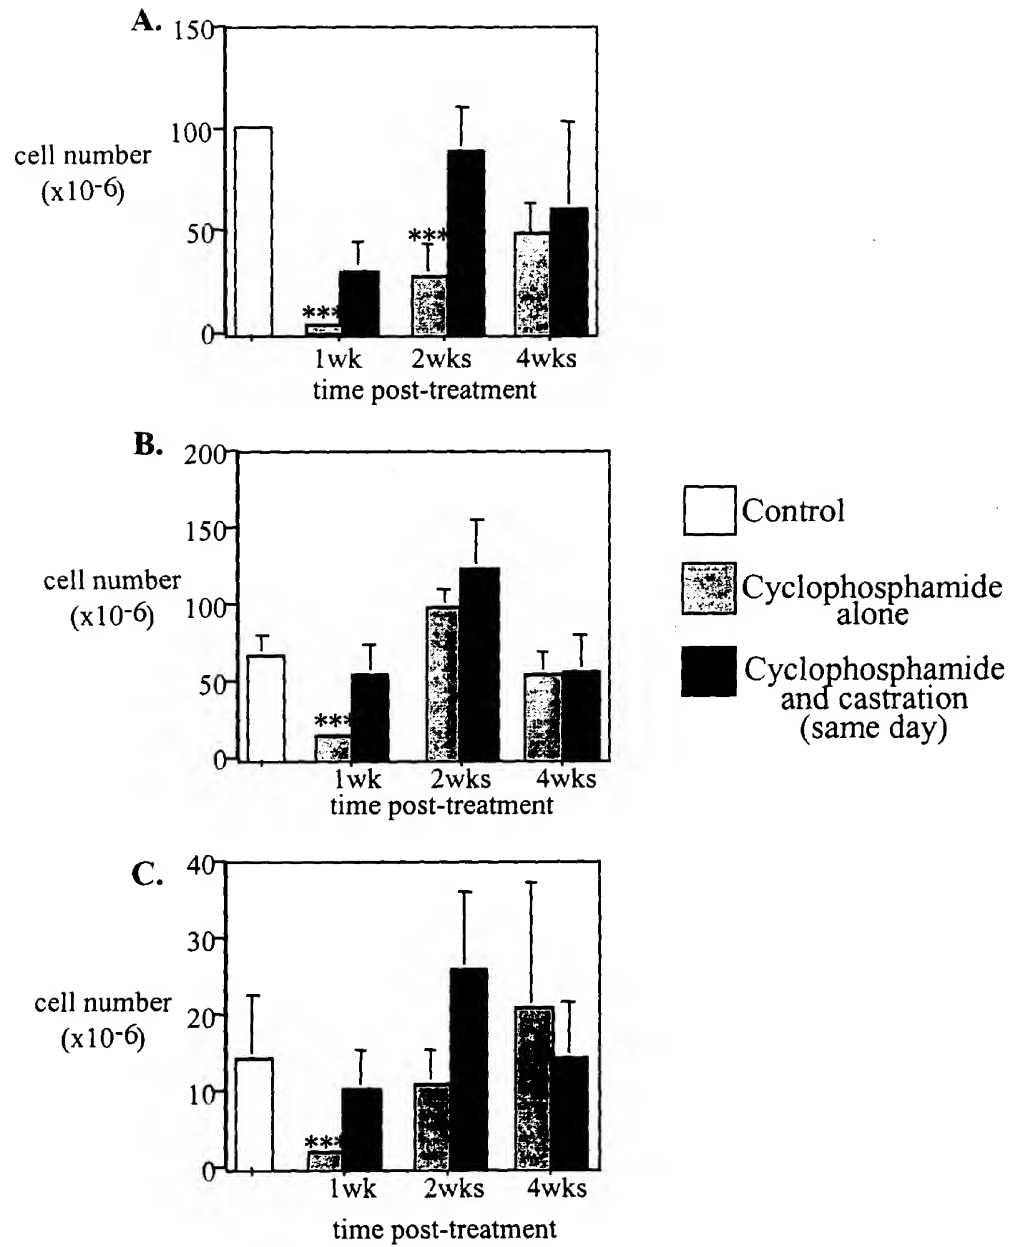 A.
150
100
50
0
cell number
(x10-6)
***
***
1wk 2wks 4wks
time post-treatment
B.
200
150
100
50
0
cell number
(x10-6)
***
1wk 2wks 4wks
time post-treatment
Control
Cyclophosphamide
alone
Cyclophosphamide
and castration
(same day)
C.
40
30
20
10
0
cell number
(x10-6)
***
1wk 2wks 4wks
time post-treatment